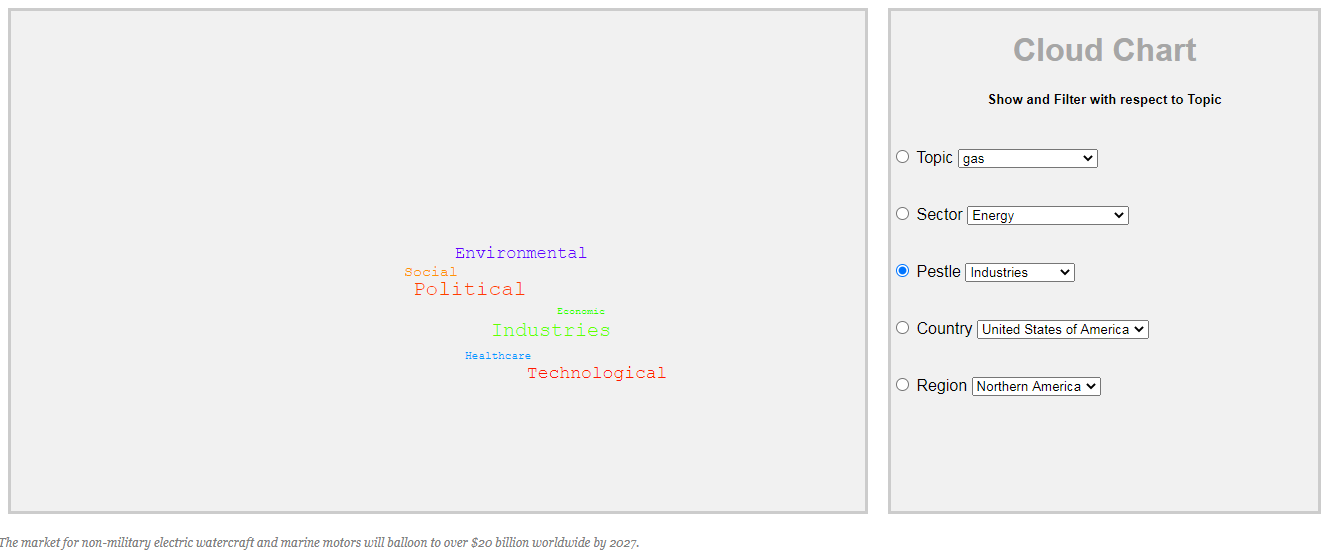 Environmental
Social
Political
Economic
Industries
Healthcare
Technological
Cloud Chart
Show and Filter with respect to Topic
Topic gas
Sector Energy
Pestle Industries
Country United States of America
Region Northern America
The market for non-military electric watercraft and marine motors will balloon to over $20 billion worldwide by 2027.